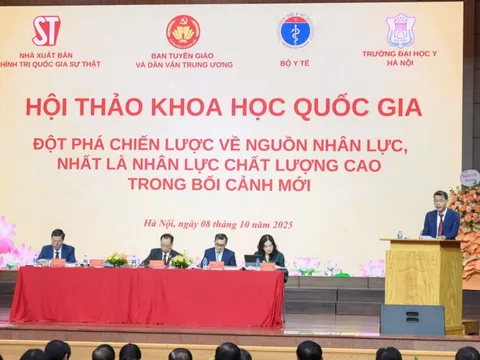 ST
NHÀ XUẤT BẢN
CHÍNH TRỊ QUỐC GIA SỰ THẬT
BAN TUYÊN GIÁO
VÀ DÂN VẬN TRUNG ƯƠNG
BỘ Y TẾ
TRƯỜNG ĐẠI HỌC Y
HÀ NỘI
HỘI THẢO KHOA HỌC QUỐC GIA
ĐỘT PHÁ CHIẾN LƯỢC VỀ NGUỒN NHÂN LỰC,
NHẤT LÀ NHÂN LỰC CHẤT LƯỢNG CAO
TRONG BỐI CẢNH MỚI
Hà Nội, ngày 08 tháng 10 năm 2025